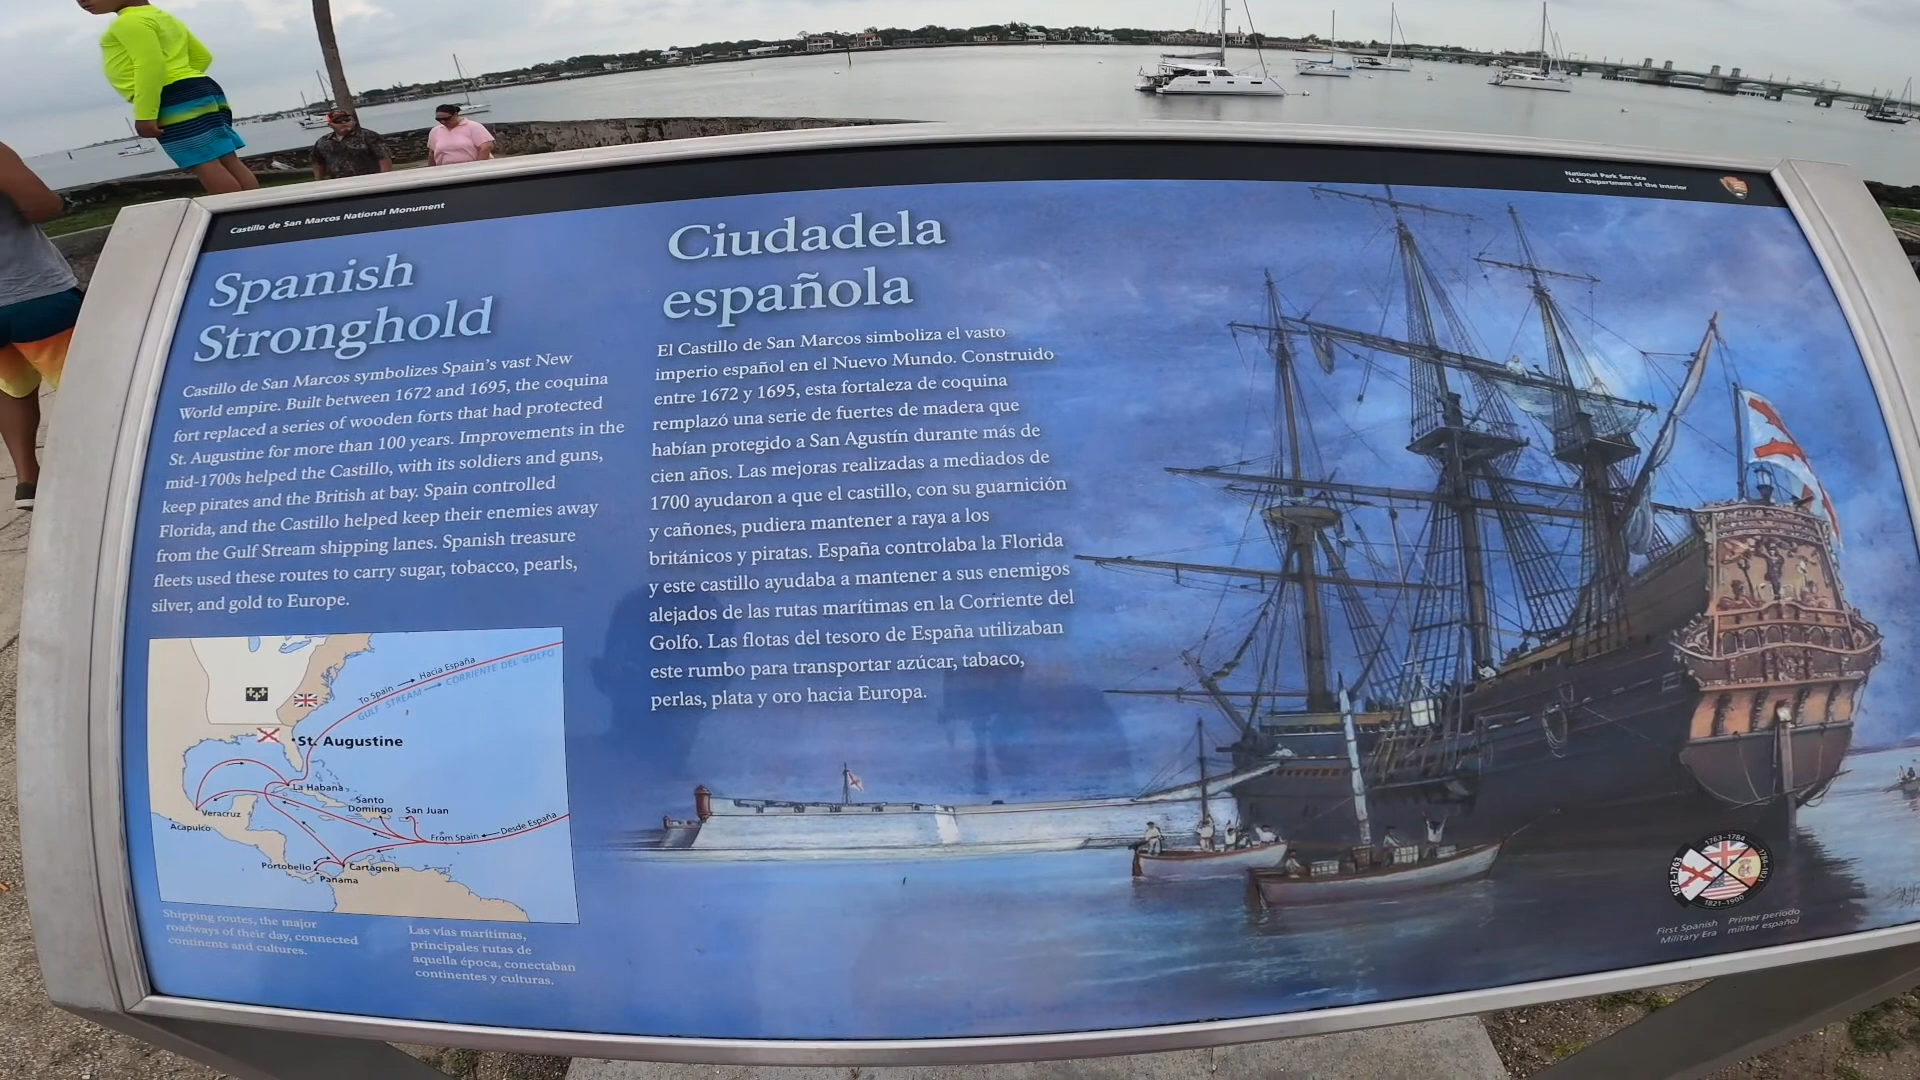 Castillo de San Marcos National Monument
National Park Service
U.S. Department of the Interior
Spanish
Stronghold
Castillo de San Marcos symbolizes Spain's vast New
World empire. Built between 1672 and 1695, the coquina
fort replaced a series of wooden forts that had protected
St. Augustine for more than 100 years. Improvements in the
mid-1700s helped the Castillo, with its soldiers and guns,
keep pirates and the British at bay. Spain controlled
Florida, and the Castillo helped keep their enemies away
from the Gulf Stream shipping lanes. Spanish treasure
fleets used these routes to carry sugar, tobacco, pearls,
silver, and gold to Europe.
Ciudadela
española
El Castillo de San Marcos simboliza el vasto
imperio español en el Nuevo Mundo. Construido
entre 1672 y 1695, esta fortaleza de coquina
remplazó una serie de fuertes de madera que
habían protegido a San Agustín durante más de
cien años. Las mejoras realizadas a mediados de
1700 ayudaron a que el castillo, con su guarnición
y cañones, pudiera mantener a raya a los
británicos y piratas. España controlaba la Florida
y este castillo ayudaba a mantener a sus enemigos
alejados de las rutas marítimas en la Corriente del
Golfo. Las flotas del tesoro de España utilizaban
este rumbo para transportar azúcar, tabaco,
perlas, plata y oro hacia Europa.
To Spain Hacia España
GULF STREAM CORRIENTE DEL GOLFO
St. Augustine
La Habana
Santo
Domingo
San Juan
Veracruz
Acapulco
From Spain Desde España
Portobello
Cartagena
Panama
Shipping routes, the major
roadways of their day, connected
continents and cultures.
Las vías marítimas,
principales rutas de
aquella época, conectaban
continentes y culturas.
1672-1763
1763-1784
1784-1821
1821-1900
First Spanish
Military Era
Primer periodo
militar español